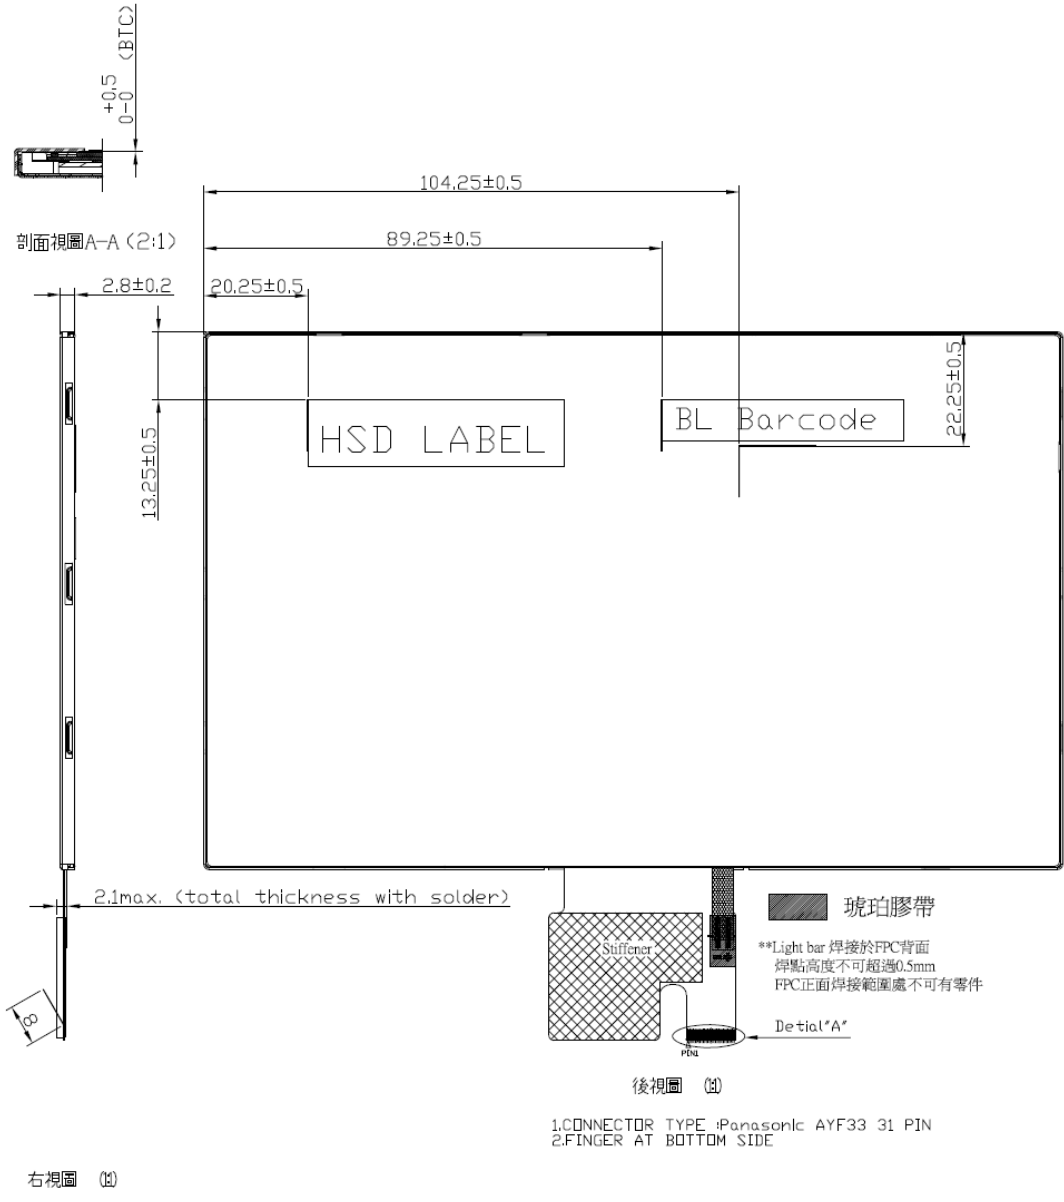 +0.5
0-0 (BTC)
剖面視圖A-A (2:1)
104.25±0.5
89.25±0.5
2.8±0.2
20.25±0.5
13.25±0.5
22.25±0.5
HSD LABEL
BL Barcode
2.1max. (total thickness with solder)
琥珀膠帶
Stiffener
**Light bar 焊接於FPC背面
焊點高度不可超過0.5mm
FPC正面焊接範圍處不可有零件
8
Detial"A"
PIN1
後視圖 (1:1)
1.CONNECTOR TYPE :Panasonic AYF33 31 PIN
2.FINGER AT BOTTOM SIDE
右視圖 (1:1)